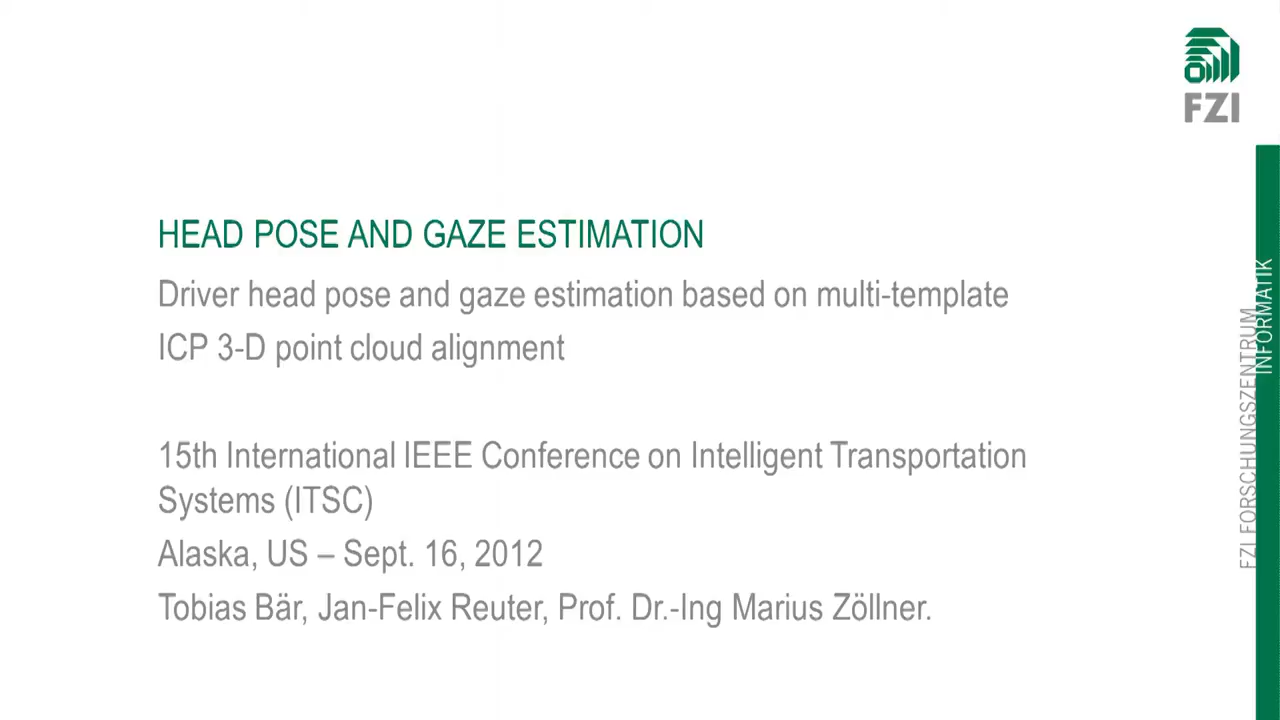 FZI
HEAD POSE AND GAZE ESTIMATION
Driver head pose and gaze estimation based on multi-template
ICP 3-D point cloud alignment
15th International IEEE Conference on Intelligent Transportation
Systems (ITSC)
Alaska, US – Sept. 16, 2012
Tobias Bär, Jan-Felix Reuter, Prof. Dr.-Ing Marius Zöllner.
FZI FORSCHUNGSZENTRUM
INFORMATIK